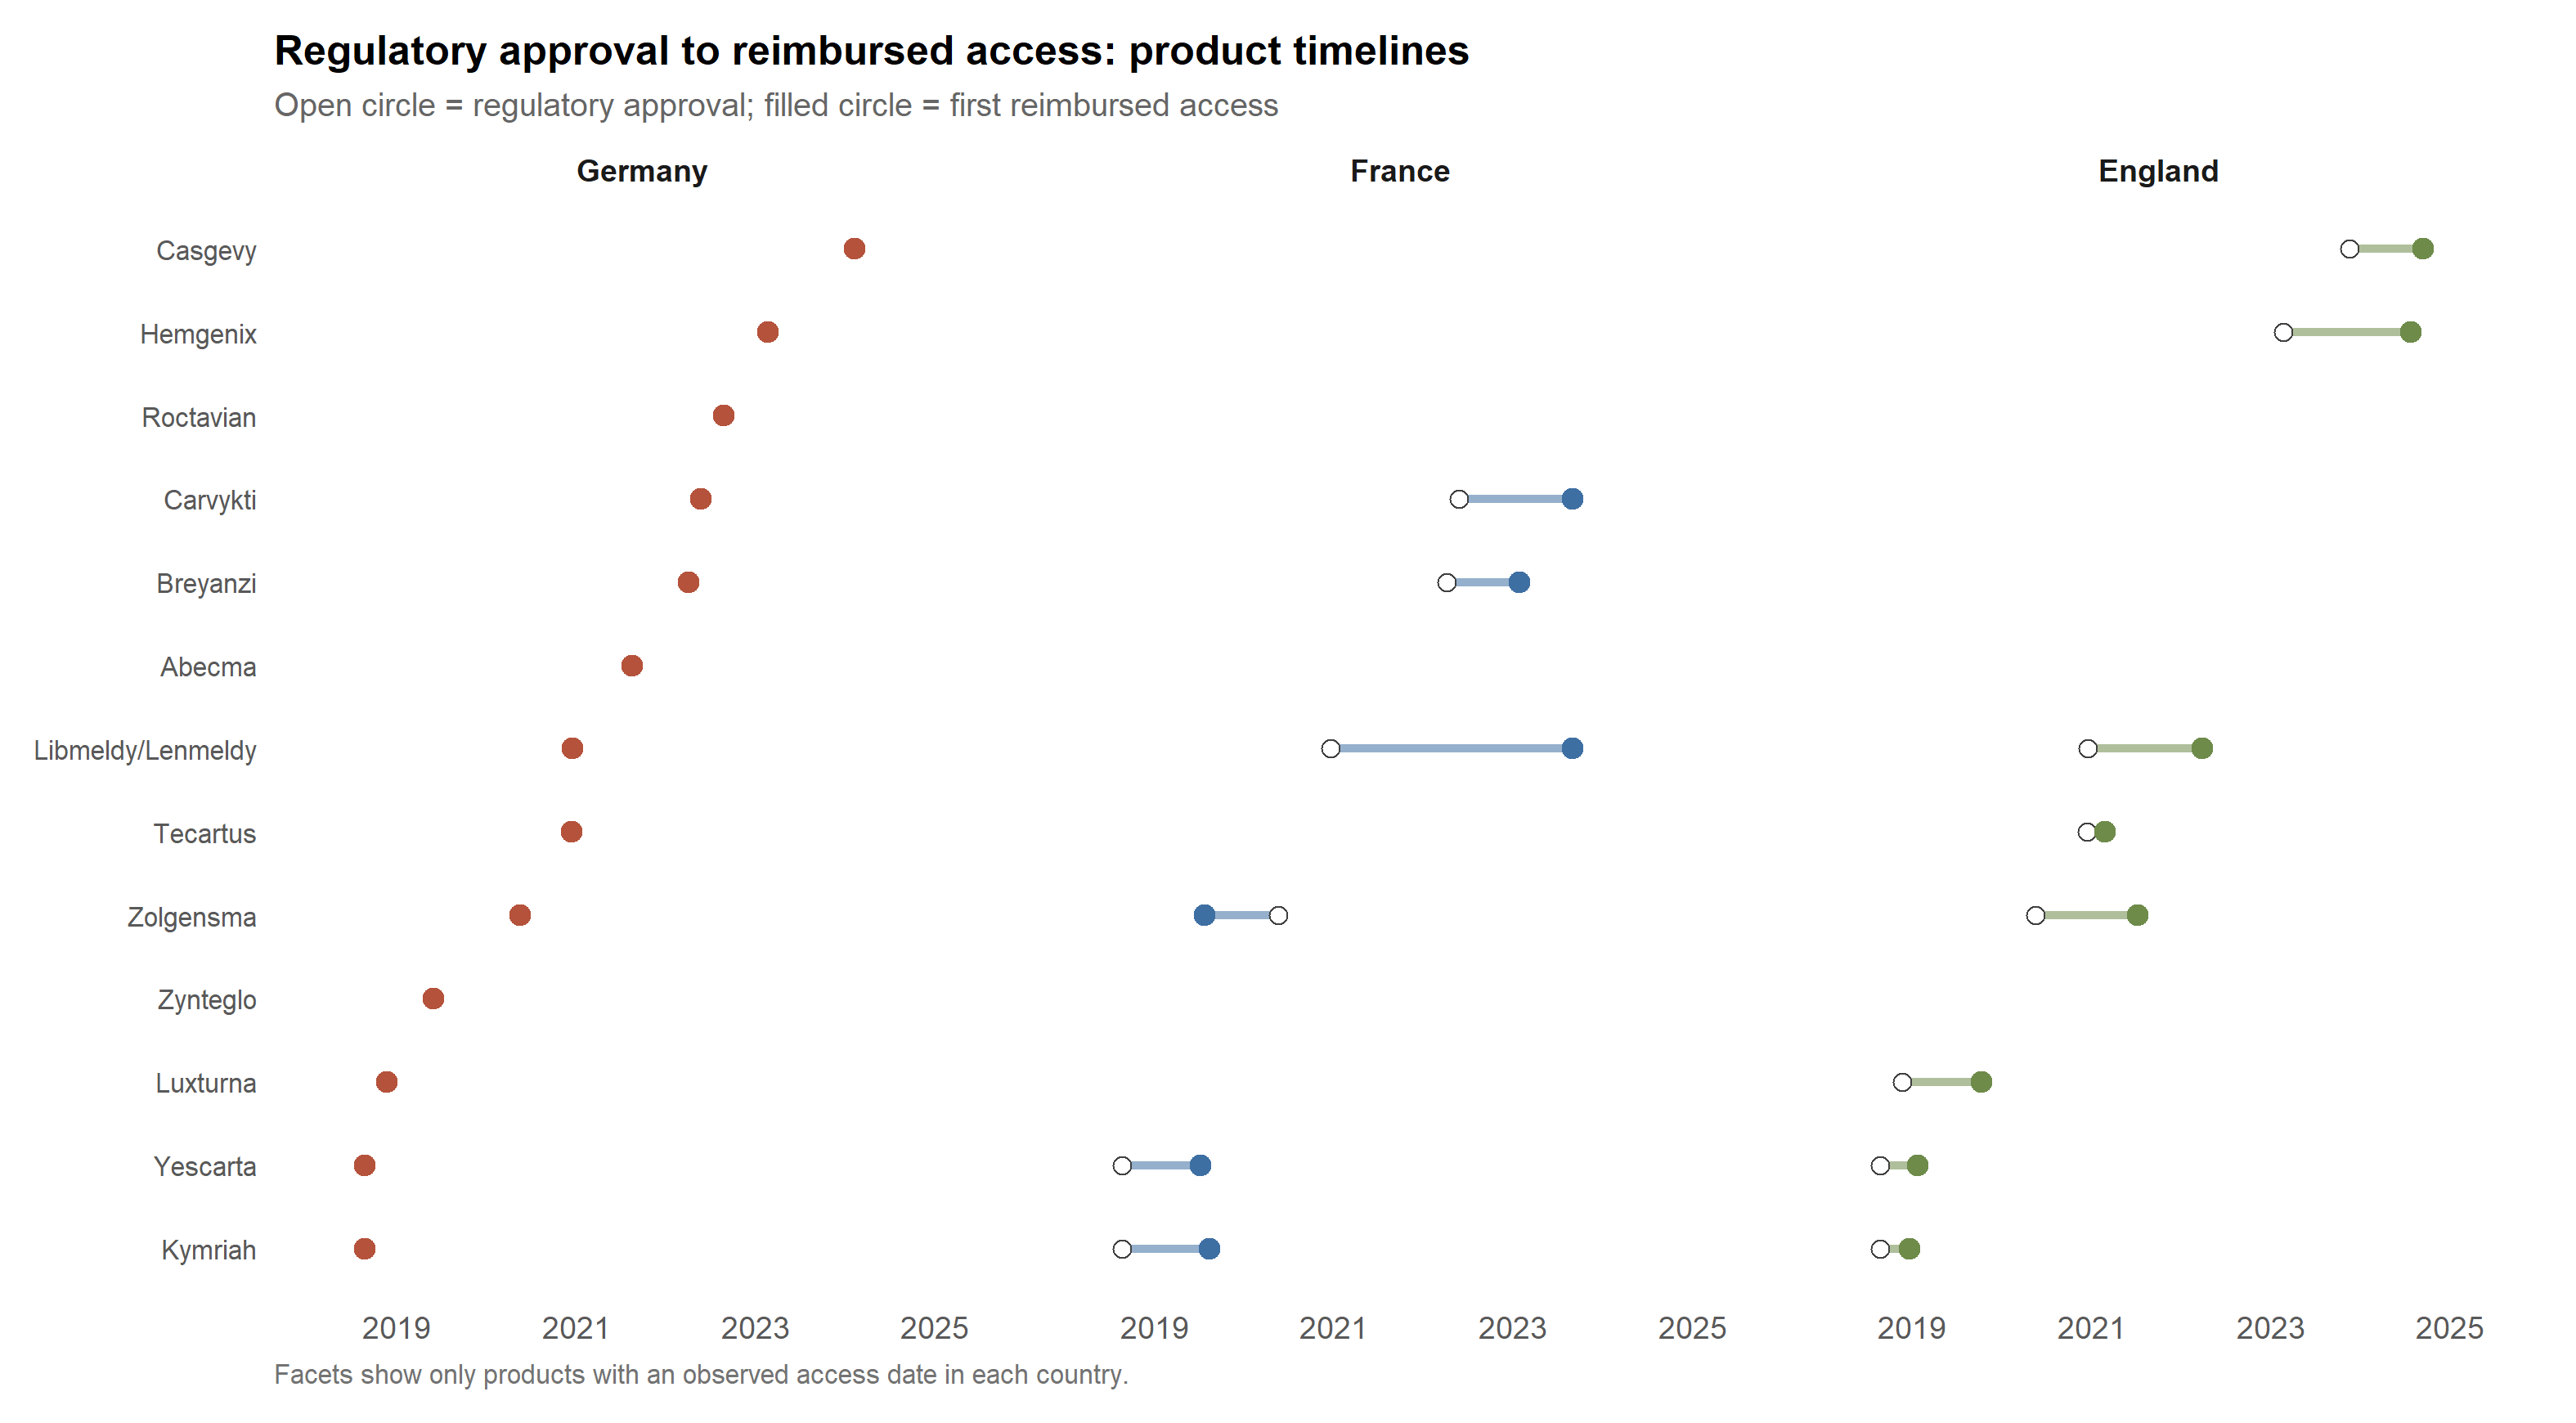 Regulatory approval to reimbursed access: product timelines
Open circle = regulatory approval; filled circle = first reimbursed access
Germany France England
Casgevy
Hemgenix
Roctavian
Carvykti
Breyanzi
Abecma
Libmeldy/Lenmeldy
Tecartus
Zolgensma
Zynteglo
Luxturna
Yescarta
Kymriah
2019 2021 2023 2025 2019 2021 2023 2025 2019 2021 2023 2025
Facets show only products with an observed access date in each country.